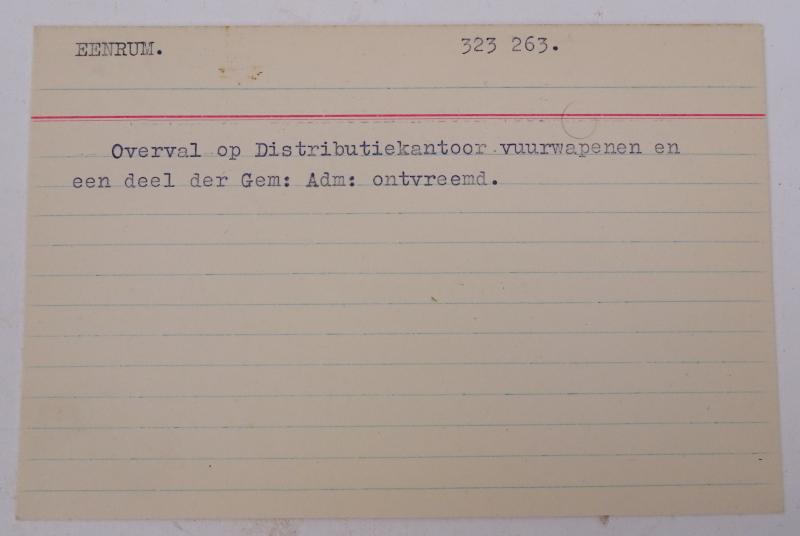 EENRUM. 323 263.
Overval op Distributiekantoor vuurwapenen en
een deel der Gem: Adm: ontvreemd.